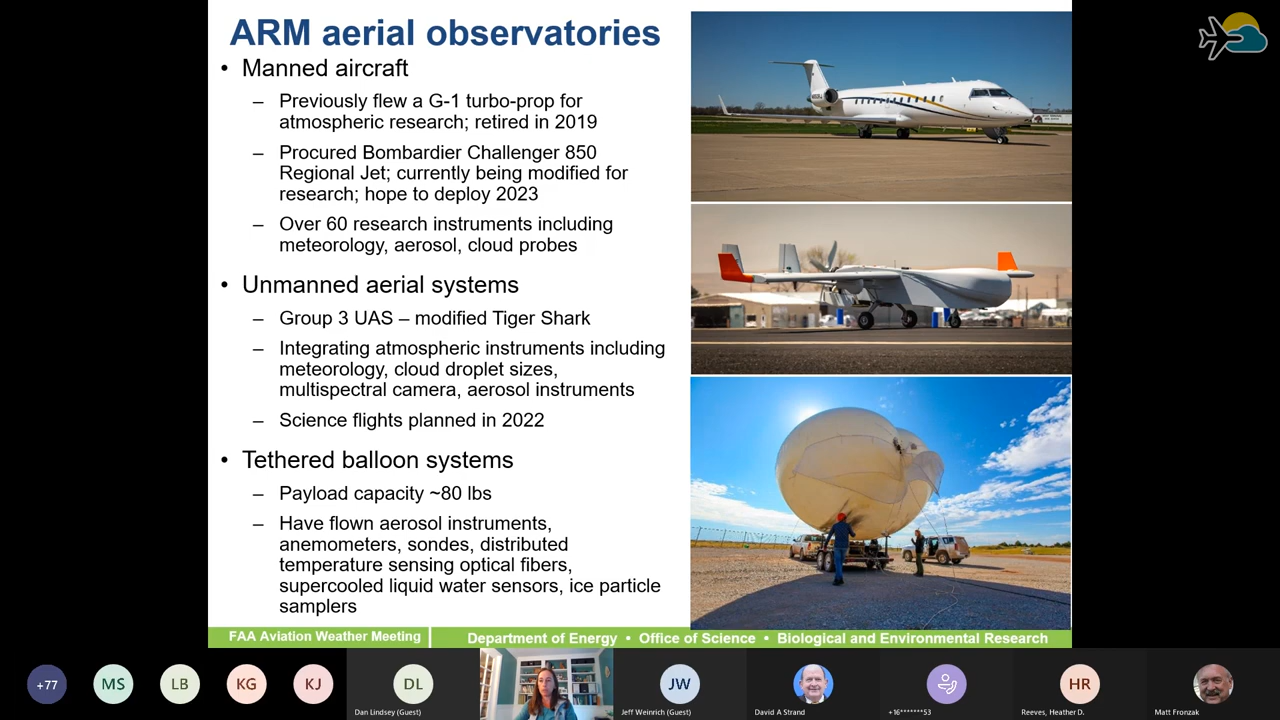 ARM aerial observatories
• Manned aircraft
– Previously flew a G-1 turbo-prop for
atmospheric research; retired in 2019
– Procured Bombardier Challenger 850
Regional Jet; currently being modified for
research; hope to deploy 2023
– Over 60 research instruments including
meteorology, aerosol, cloud probes
• Unmanned aerial systems
– Group 3 UAS – modified Tiger Shark
– Integrating atmospheric instruments including
meteorology, cloud droplet sizes,
multispectral camera, aerosol instruments
– Science flights planned in 2022
• Tethered balloon systems
– Payload capacity ~80 lbs
– Have flown aerosol instruments,
anemometers, sondes, distributed
temperature sensing optical fibers,
supercooled liquid water sensors, ice particle
samplers
FAA Aviation Weather Meeting
Department of Energy • Office of Science • Biological and Environmental Research
+77
MS
LB
KG
KJ
DL
JW
HR
Dan Lindsey (Guest)
Jeff Weinrich (Guest)
David A Strand
+16*******53
Reeves, Heather D.
Matt Fronzak